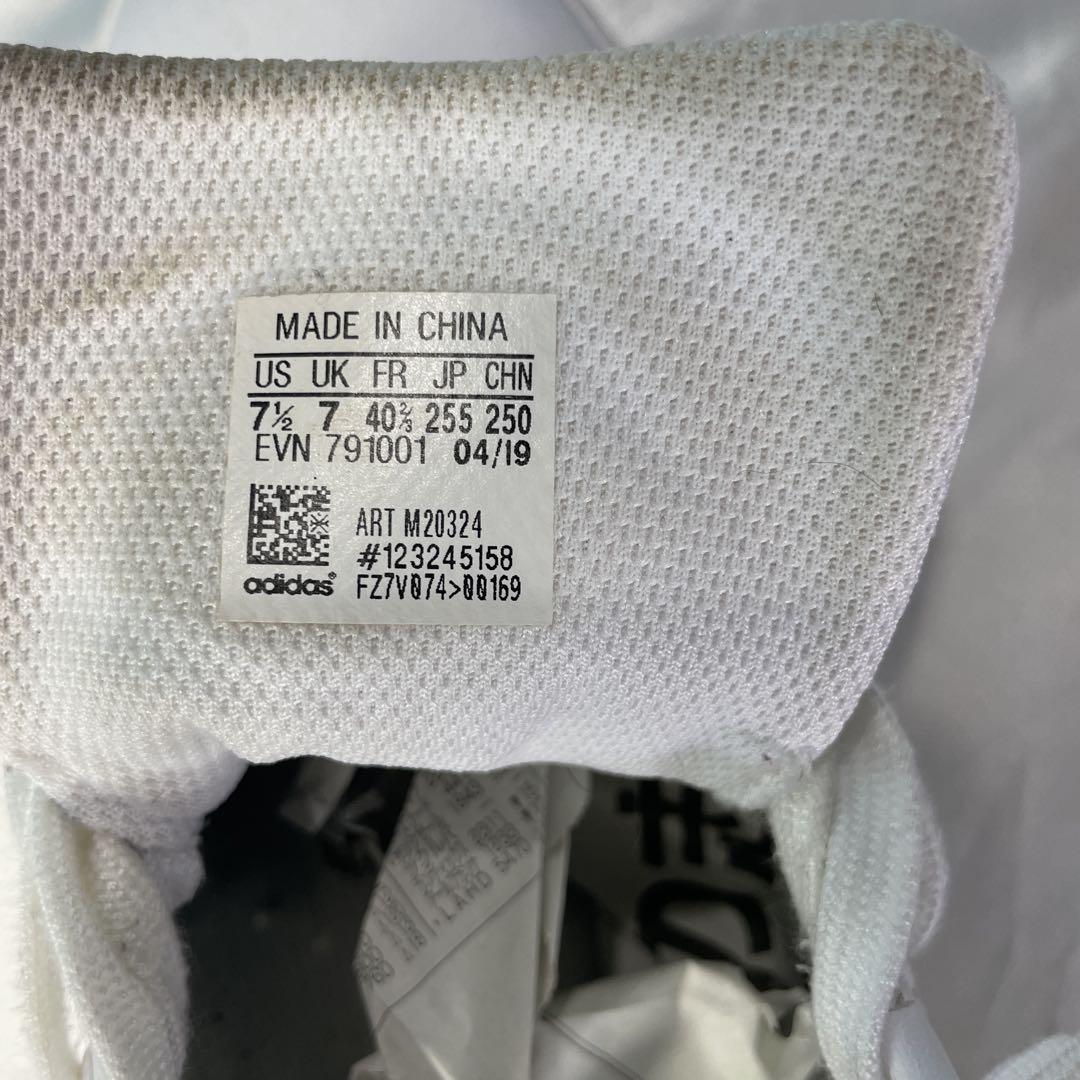 MADE IN CHINA
US UK FR JP CHN
7½ 7 40⅔ 255 250
EVN 791001 04/19
ART M20324
#123245158
adidas FZ7V074>00169